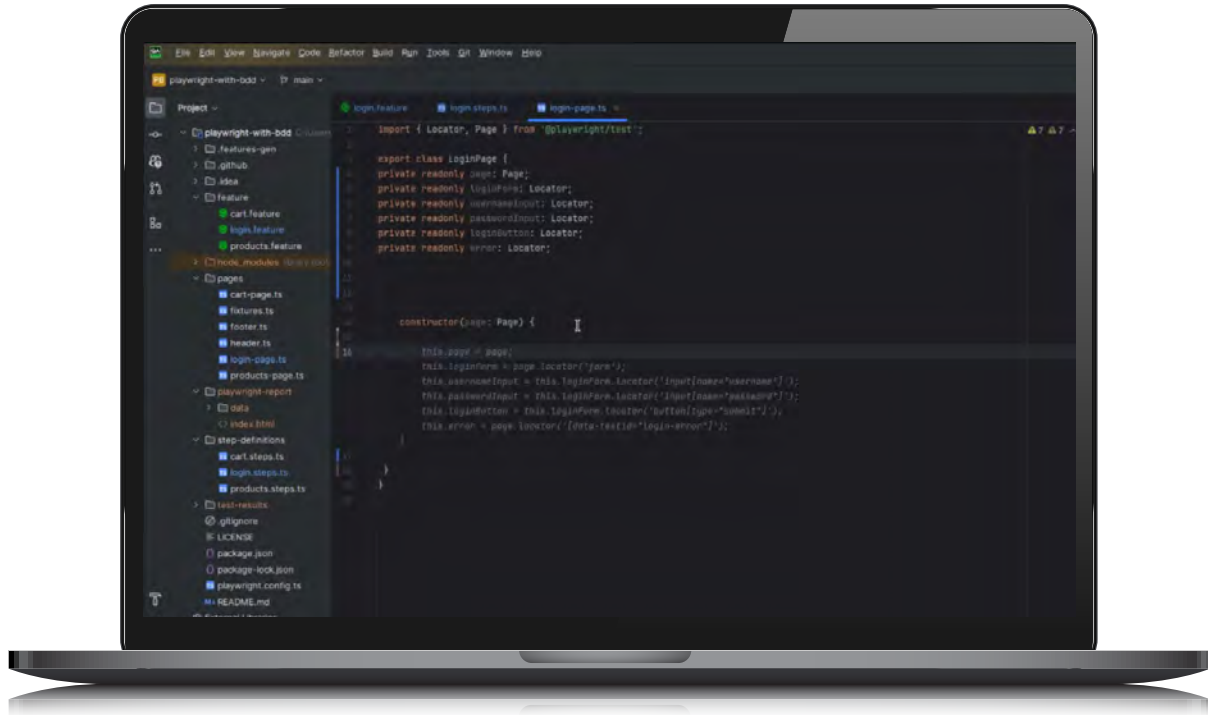 File Edit View Navigate Code Refactor Build Run Tools Git Window Help
playwright-with-bdd main
Project
login.feature login.steps.ts login-page.ts
playwright-with-bdd
.features-gen
.github
.idea
feature
cart.feature
login.feature
products.feature
node_modules library root
pages
cart-page.ts
fixtures.ts
footer.ts
header.ts
login-page.ts
products-page.ts
playwright-report
data
index.html
step-definitions
cart.steps.ts
login.steps.ts
products.steps.ts
test-results
.gitignore
LICENSE
package.json
package-lock.json
playwright.config.ts
README.md
External Libraries
7 7
import { Locator, Page } from '@playwright/test';
export class LoginPage {
private readonly page: Page;
private readonly loginForm: Locator;
private readonly usernameInput: Locator;
private readonly passwordInput: Locator;
private readonly loginButton: Locator;
private readonly error: Locator;
constructor(page: Page) {
16 this.page = page;
this.loginForm = page.locator('form');
this.usernameInput = this.loginForm.locator('input[name="username"]');
this.passwordInput = this.loginForm.locator('input[name="password"]');
this.loginButton = this.loginForm.locator('button[type="submit"]');
this.error = page.locator('[data-testid="login-error"]');
}
}
}